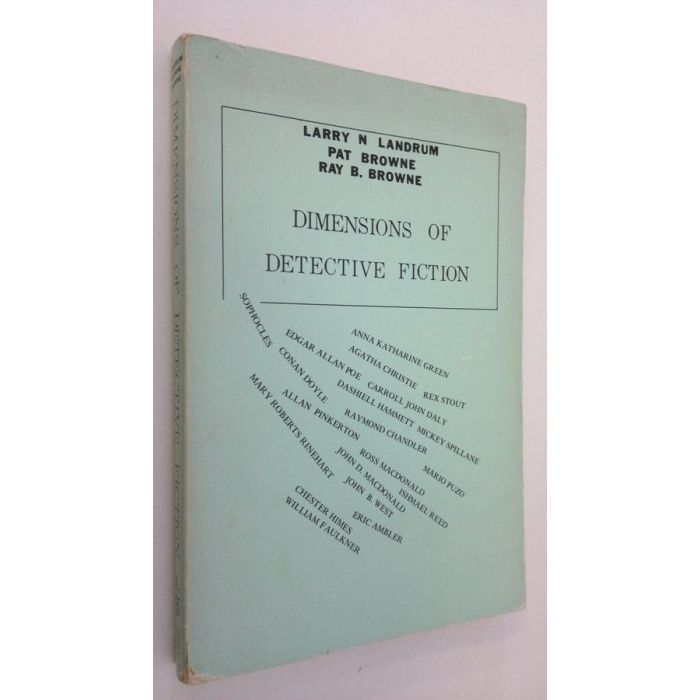 LARRY N LANDRUM
PAT BROWNE
RAY B. BROWNE
DIMENSIONS OF
DETECTIVE FICTION
SOPHOCLES
ANNA KATHARINE GREEN
AGATHA CHRISTIE
REX STOUT
EDGAR ALLAN POE
CARROLL JOHN DALY
CONAN DOYLE
DASHIELL HAMMETT
MICKEY SPILLANE
MARY ROBERTS RINEHART
ALLAN PINKERTON
RAYMOND CHANDLER
MARIO PUZO
ROSS MACDONALD
ISHMAEL REED
JOHN D. MACDONALD
JOHN B. WEST
ERIC AMBLER
CHESTER HIMES
WILLIAM FAULKNER
DIMENSIONS OF DETECTIVE FICTION